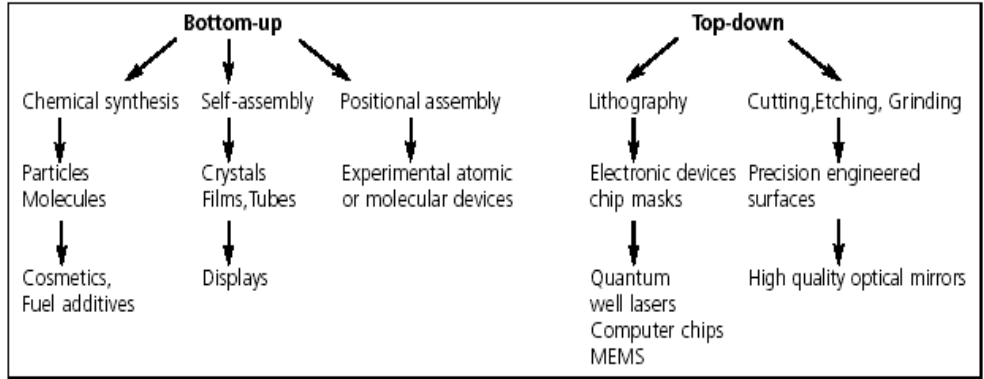 Bottom-up
Top-down
Chemical synthesis
Self-assembly
Positional assembly
Lithography
Cutting,Etching, Grinding
Particles
Molecules
Crystals
Films,Tubes
Experimental atomic
or molecular devices
Electronic devices
chip masks
Precision engineered
surfaces
Cosmetics,
Fuel additives
Displays
Quantum
well lasers
Computer chips
MEMS
High quality optical mirrors